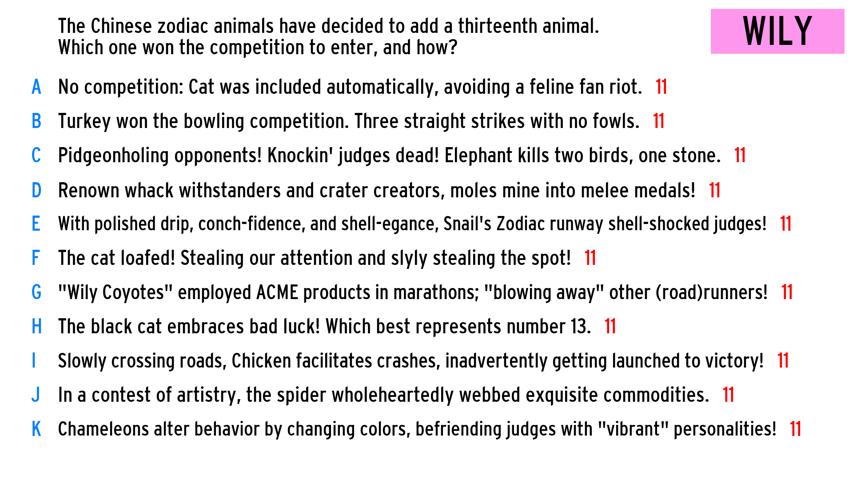 The Chinese zodiac animals have decided to add a thirteenth animal.
Which one won the competition to enter, and how?
WILY
A No competition: Cat was included automatically, avoiding a feline fan riot. 11
B Turkey won the bowling competition. Three straight strikes with no fowls. 11
C Pidgeonholing opponents! Knockin' judges dead! Elephant kills two birds, one stone. 11
D Renown whack withstanders and crater creators, moles mine into melee medals! 11
E With polished drip, conch-fidence, and shell-egance, Snail's Zodiac runway shell-shocked judges! 11
F The cat loafed! Stealing our attention and slyly stealing the spot! 11
G "Wily Coyotes" employed ACME products in marathons; "blowing away" other (road)runners! 11
H The black cat embraces bad luck! Which best represents number 13. 11
I Slowly crossing roads, Chicken facilitates crashes, inadvertently getting launched to victory! 11
J In a contest of artistry, the spider wholeheartedly webbed exquisite commodities. 11
K Chameleons alter behavior by changing colors, befriending judges with "vibrant" personalities! 11